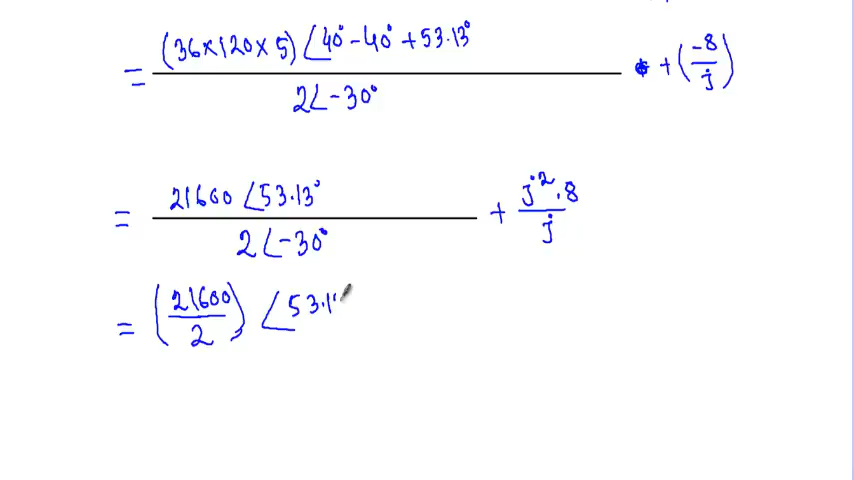 (36×120×5) ∠40° - 40° + 53.13°
= + (-8/j)
2∠-30°
21600 ∠53.13°
= + j².8/j
2∠-30°
= (21600/2) ∠53.1